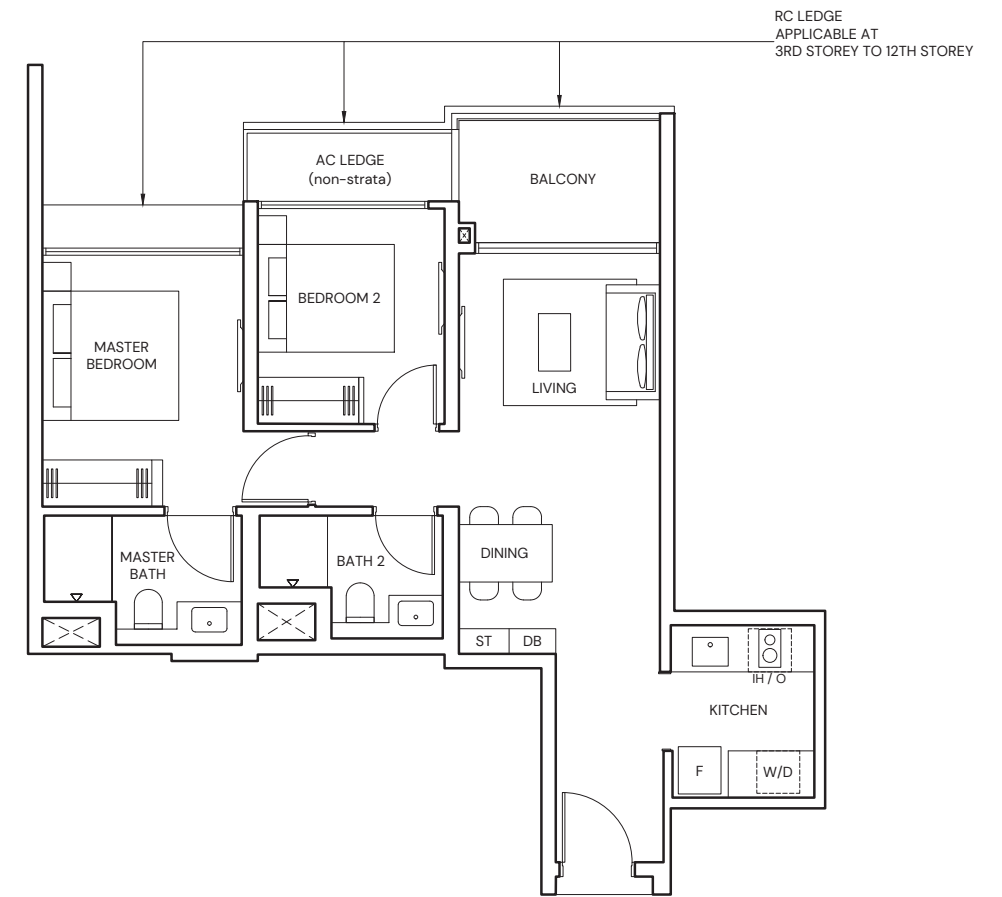 RC LEDGE
APPLICABLE AT
3RD STOREY TO 12TH STOREY
AC LEDGE
(non-strata)
BALCONY
BEDROOM 2
MASTER
BEDROOM
LIVING
MASTER
BATH
BATH 2
DINING
ST
DB
IH / O
KITCHEN
F
W/D